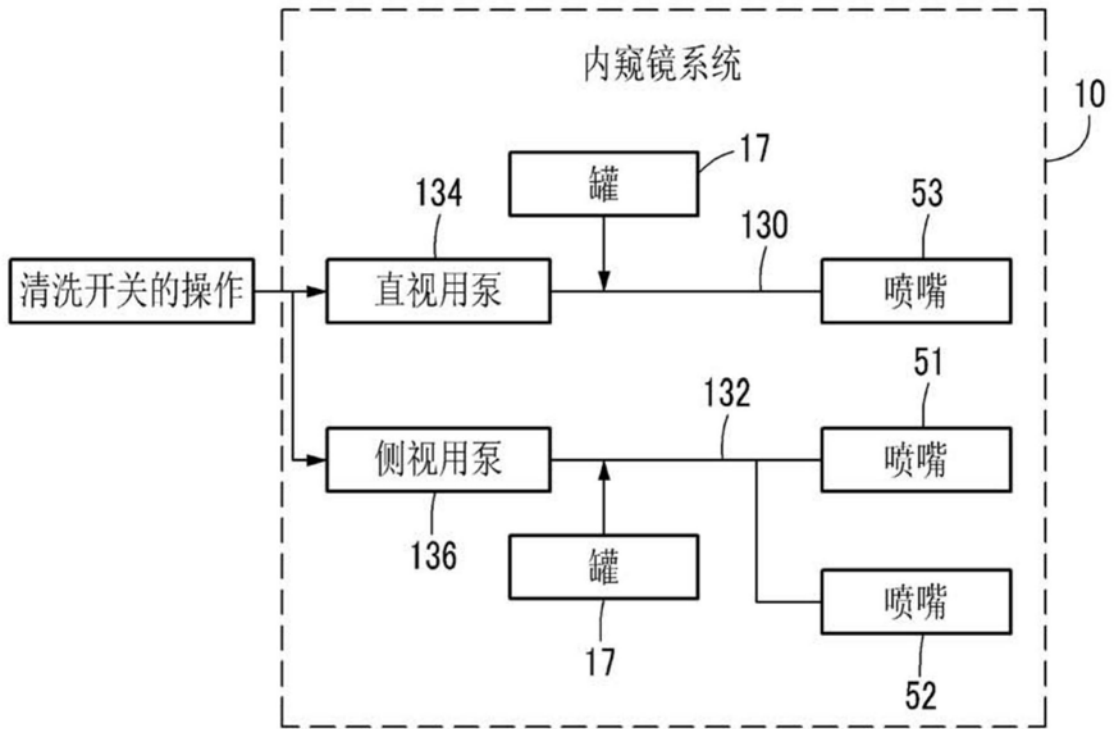 内窥镜系统
10
17
罐
134
130
53
清洗开关的操作
直视用泵
喷嘴
51
132
侧视用泵
喷嘴
136
罐
喷嘴
17
52